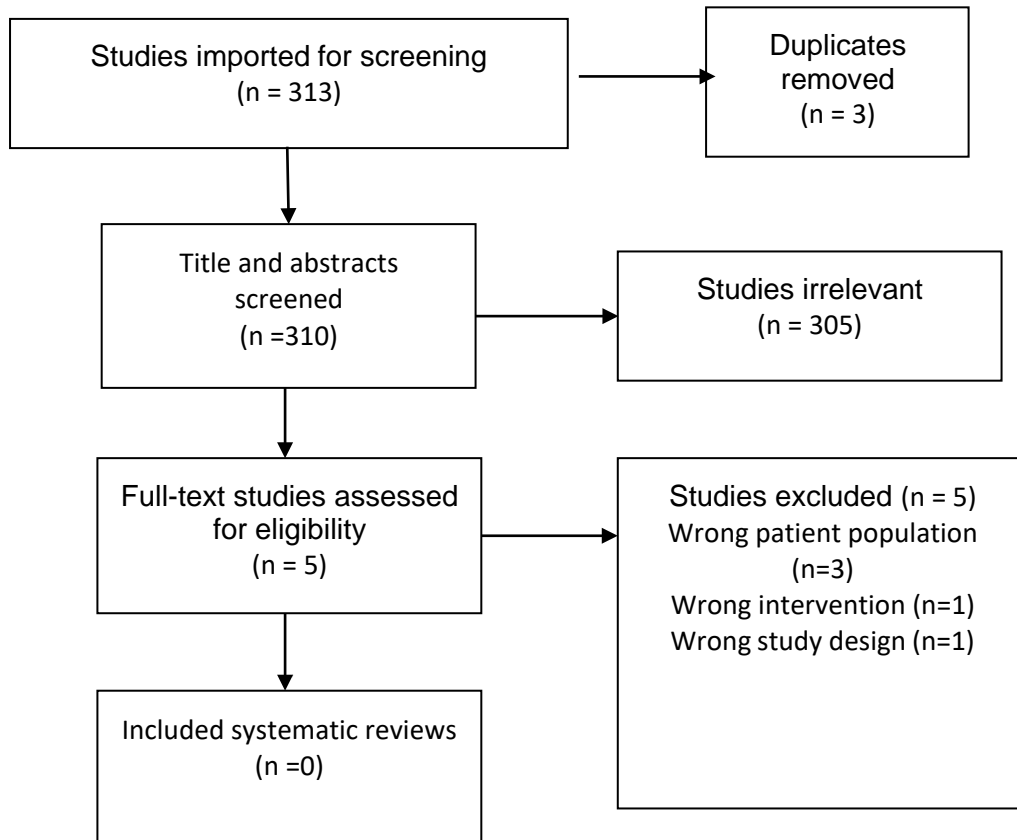 Studies imported for screening
(n = 313)
Duplicates
removed
(n = 3)
Title and abstracts
screened
(n =310)
Studies irrelevant
(n = 305)
Full-text studies assessed
for eligibility
(n = 5)
Studies excluded (n = 5)
Wrong patient population
(n=3)
Wrong intervention (n=1)
Wrong study design (n=1)
Included systematic reviews
(n =0)